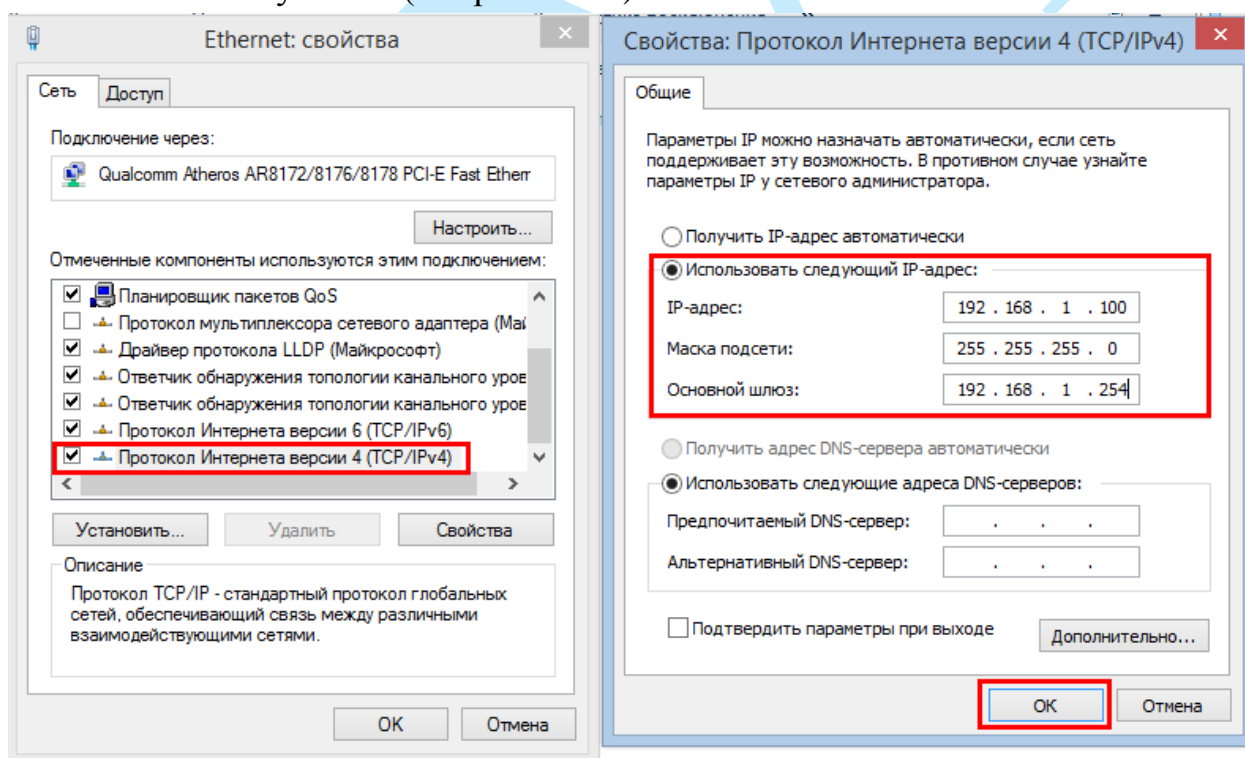 Ethernet: свойства
Сеть
Доступ
Подключение через:
Qualcomm Atheros AR8172/8176/8178 PCI-E Fast Ethern
Настроить...
Отмеченные компоненты используются этим подключением:
Планировщик пакетов QoS
Протокол мультиплексора сетевого адаптера (Май
Драйвер протокола LLDP (Майкрософт)
Ответчик обнаружения топологии канального уров
Ответчик обнаружения топологии канального уров
Протокол Интернета версии 6 (TCP/IPv6)
Протокол Интернета версии 4 (TCP/IPv4)
Установить...
Удалить
Свойства
Описание
Протокол TCP/IP - стандартный протокол глобальных
сетей, обеспечивающий связь между различными
взаимодействующими сетями.
OK
Отмена
Свойства: Протокол Интернета версии 4 (TCP/IPv4)
Общие
Параметры IP можно назначать автоматически, если сеть
поддерживает эту возможность. В противном случае узнайте
параметры IP у сетевого администратора.
Получить IP-адрес автоматически
Использовать следующий IP-адрес:
IP-адрес: 192 . 168 . 1 . 100
Маска подсети: 255 . 255 . 255 . 0
Основной шлюз: 192 . 168 . 1 . 254
Получить адрес DNS-сервера автоматически
Использовать следующие адреса DNS-серверов:
Предпочитаемый DNS-сервер: . . .
Альтернативный DNS-сервер: . . .
Подтвердить параметры при выходе
Дополнительно...
OK
Отмена